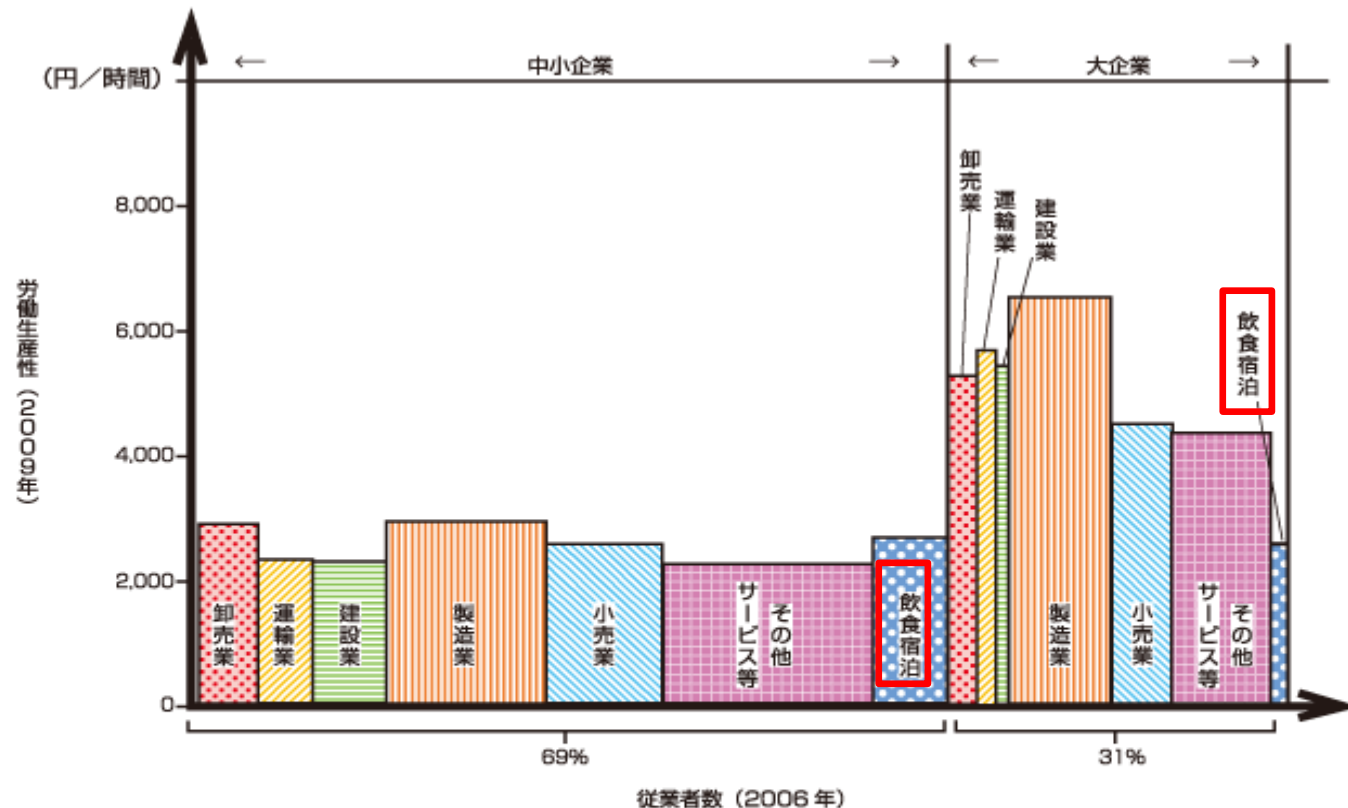 (円／時間)
← 中小企業 →
← 大企業 →
8,000
6,000
4,000
2,000
0
労働生産性（2009年）
卸売業
運輸業
建設業
製造業
小売業
その他
サービス等
飲食宿泊
卸売業
運輸業
建設業
製造業
小売業
その他
サービス等
飲食宿泊
69%
31%
従業者数（2006年）